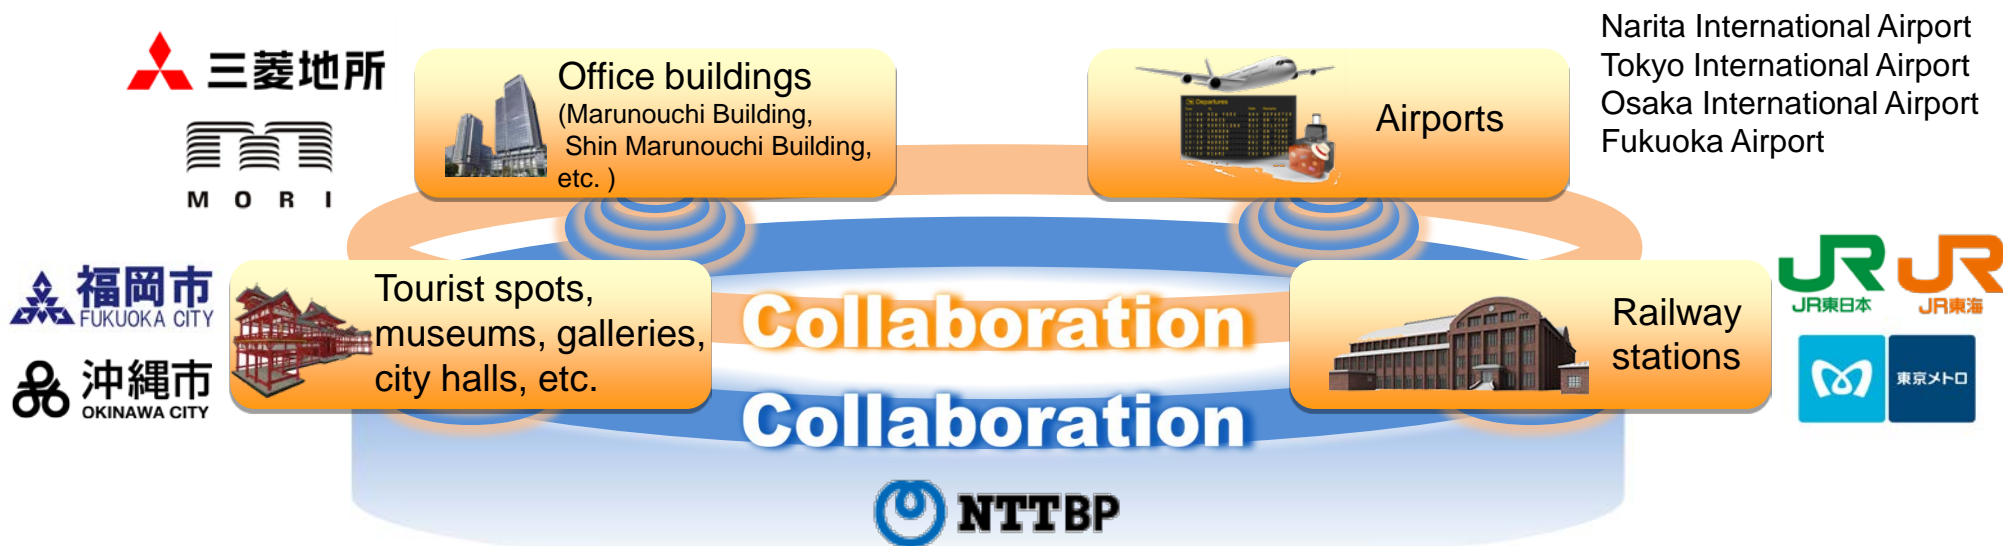 三菱地所
MORI
Office buildings
(Marunouchi Building,
Shin Marunouchi Building,
etc. )
Departures
Airports
Narita International Airport
Tokyo International Airport
Osaka International Airport
Fukuoka Airport
福岡市
FUKUOKA CITY
沖縄市
OKINAWA CITY
Tourist spots,
museums, galleries,
city halls, etc.
Collaboration
Collaboration
Railway
stations
JR
JR東日本
JR
JR東海
東京メトロ
NTTBP